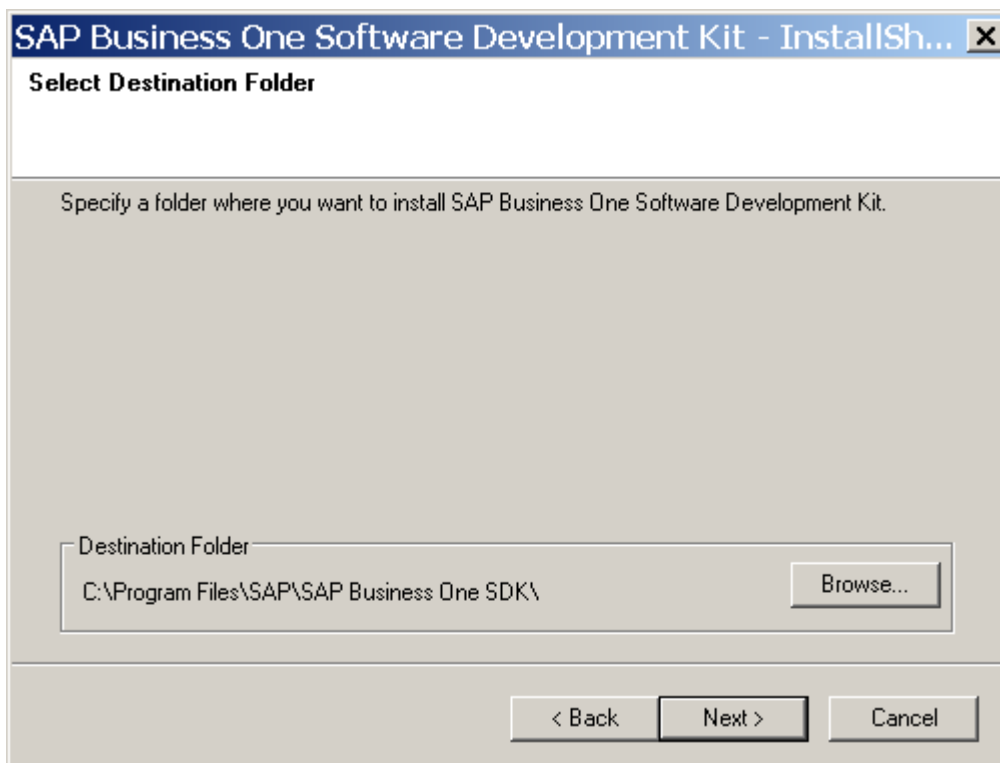 SAP Business One Software Development Kit - InstallSh...
Select Destination Folder
Specify a folder where you want to install SAP Business One Software Development Kit.
Destination Folder
C:\Program Files\SAP\SAP Business One SDK\
Browse...
< Back
Next >
Cancel